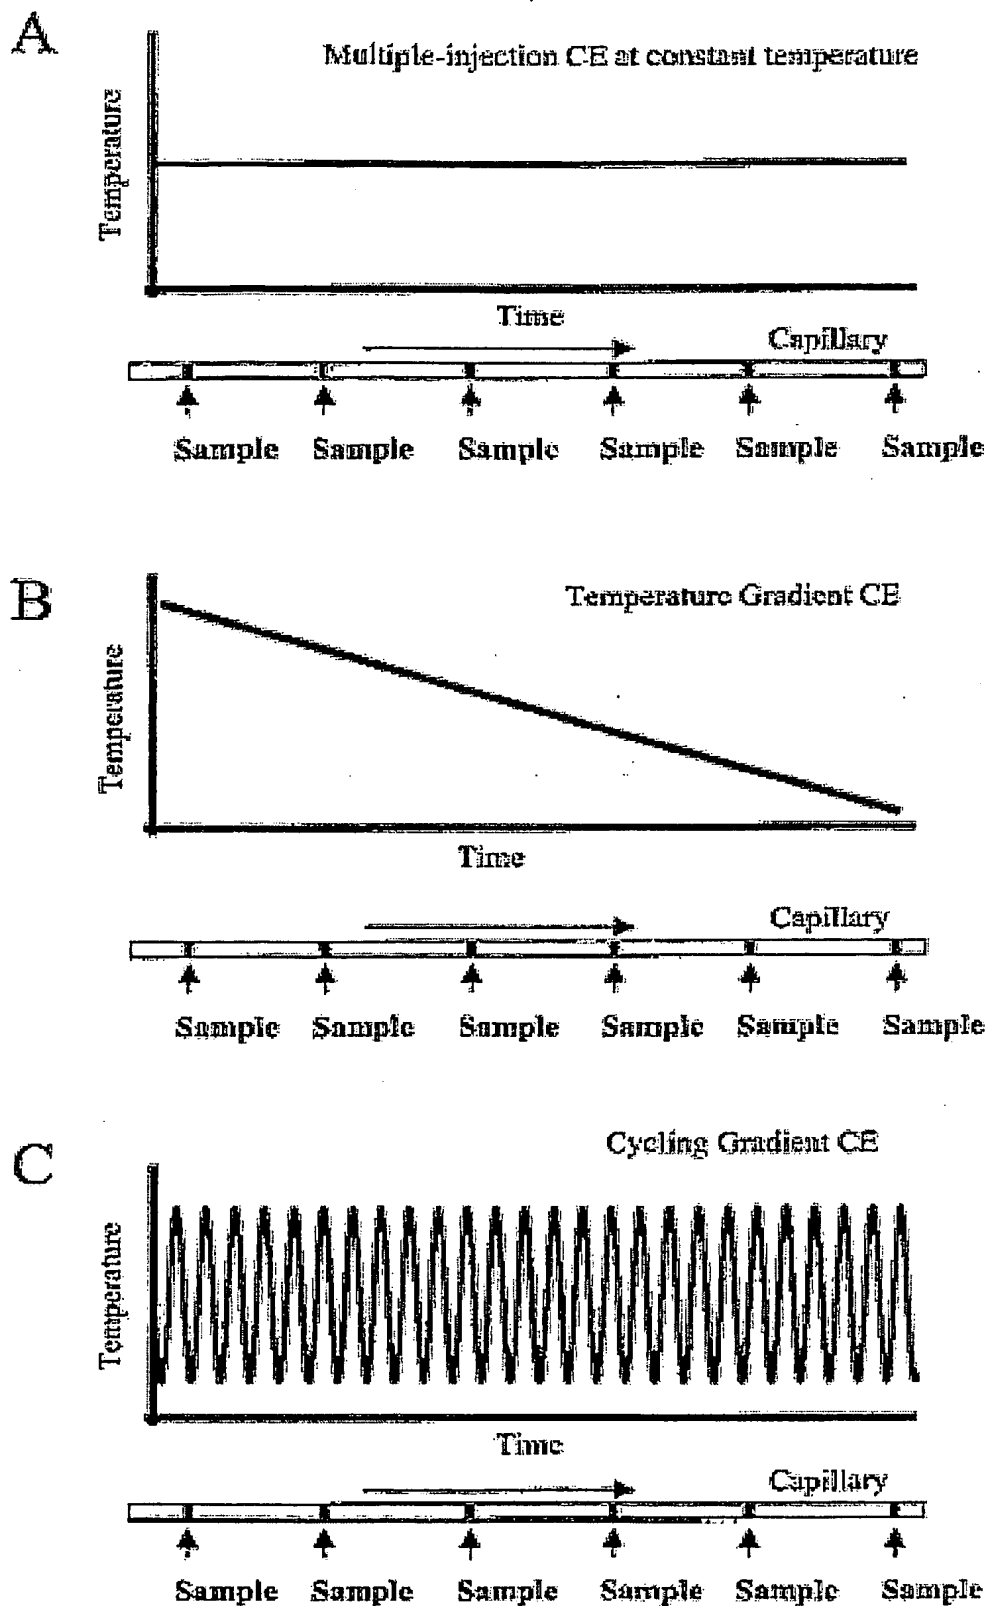 A
Multiple-injection CE at constant temperature
Temperature
Time
Capillary
Sample Sample Sample Sample Sample Sample
B
Temperature Gradient CE
Temperature
Time
Capillary
Sample Sample Sample Sample Sample Sample
C
Cycling Gradient CE
Temperature
Time
Capillary
Sample Sample Sample Sample Sample Sample